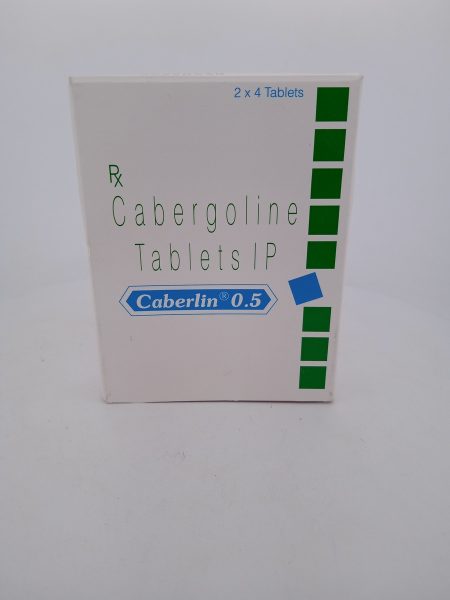 2 x 4 Tablets
Rx
Cabergoline
Tablets IP
Caberlin® 0.5